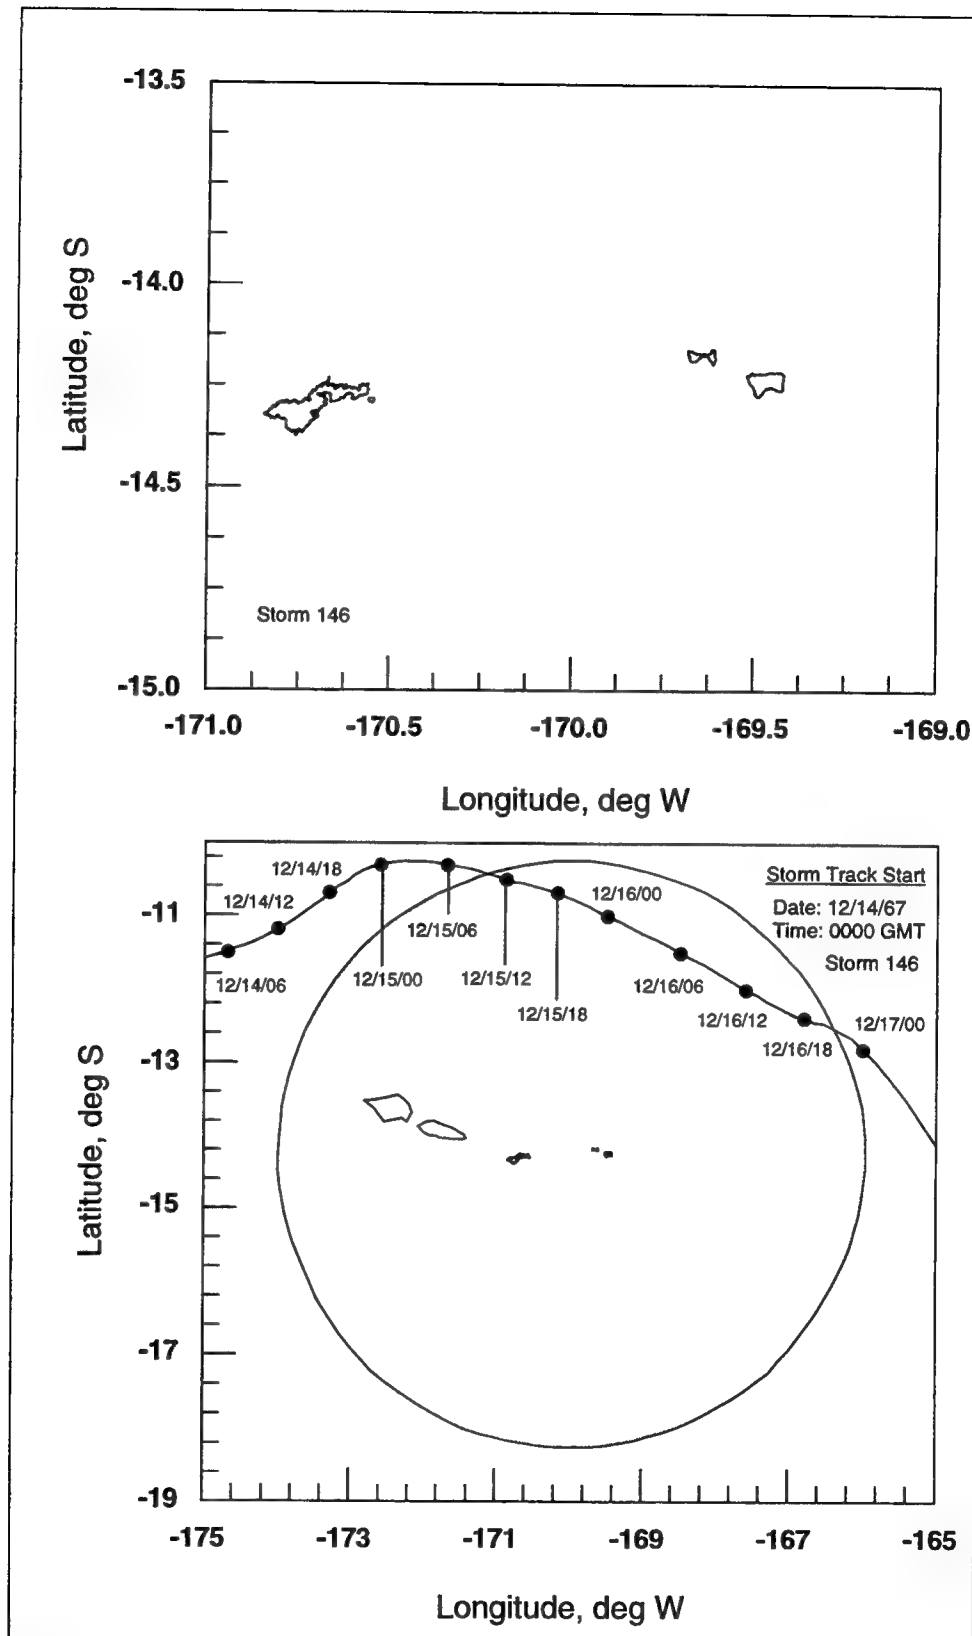 -13.5
-14.0
-14.5
-15.0
Latitude, deg S
Storm 146
-171.0 -170.5 -170.0 -169.5 -169.0
Longitude, deg W
-11
-13
-15
-17
-19
Latitude, deg S
12/14/06
12/14/12
12/14/18
12/15/00
12/15/06
12/15/12
12/15/18
12/16/00
12/16/06
12/16/12
12/16/18
12/17/00
Storm Track Start
Date: 12/14/67
Time: 0000 GMT
Storm 146
-175 -173 -171 -169 -167 -165
Longitude, deg W